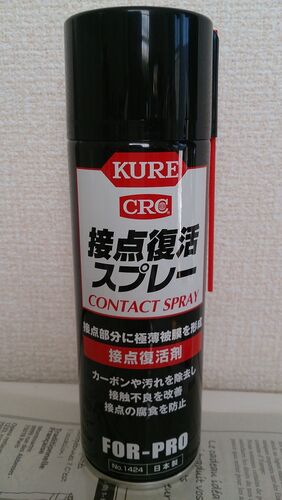 KURE
CRC
接点復活
スプレー
CONTACT SPRAY
接点部分に極薄被膜を形成
接点復活剤
カーボンや汚れを除去し
接触不良を改善
接点の腐食を防止
FOR-PRO
No.1424 日本製